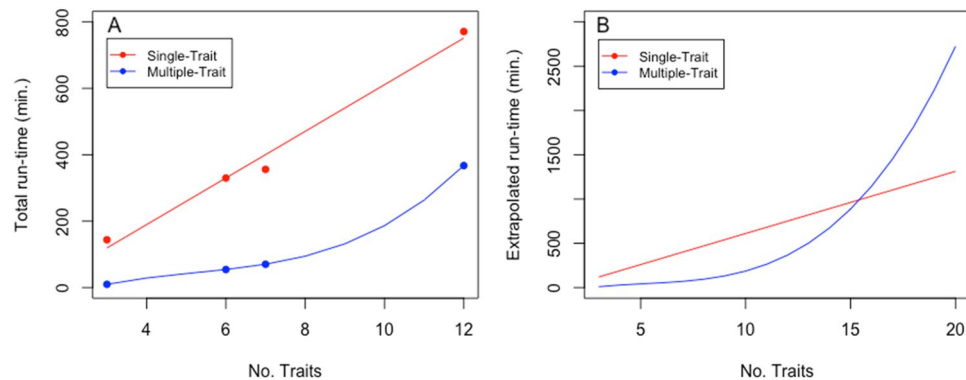 A
Single-Trait
Multiple-Trait
Total run-time (min.)
800
600
400
200
0
4 6 8 10 12
No. Traits
B
Single-Trait
Multiple-Trait
Extrapolated run-time (min.)
2500
1500
500
0
5 10 15 20
No. Traits